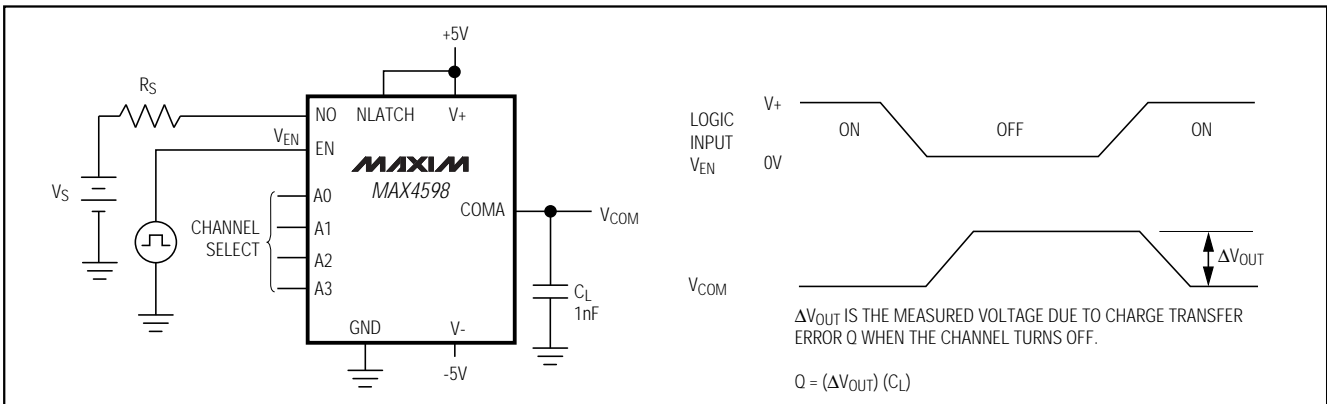 +5V
RS
NO NLATCH V+
VEN
EN
MAXIM
MAX4598
VS
A0
COMA
VCOM
CHANNEL
SELECT
A1
A2
A3
CL
1nF
GND
V-
-5V
LOGIC
INPUT
VEN
V+
0V
ON
OFF
ON
VCOM
ΔVOUT
ΔVOUT IS THE MEASURED VOLTAGE DUE TO CHARGE TRANSFER
ERROR Q WHEN THE CHANNEL TURNS OFF.
Q = (ΔVOUT) (CL)